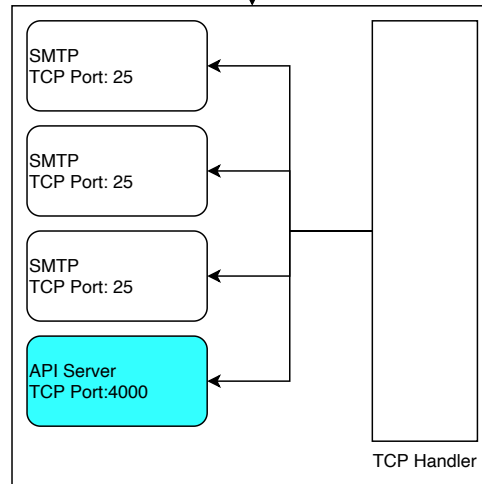 SMTP
TCP Port: 25
SMTP
TCP Port: 25
SMTP
TCP Port: 25
API Server
TCP Port:4000
TCP Handler